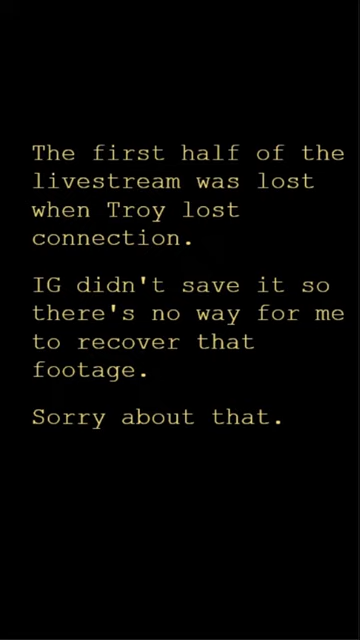 The first half of the
livestream was lost
when Troy lost
connection.
IG didn't save it so
there's no way for me
to recover that
footage.
Sorry about that.